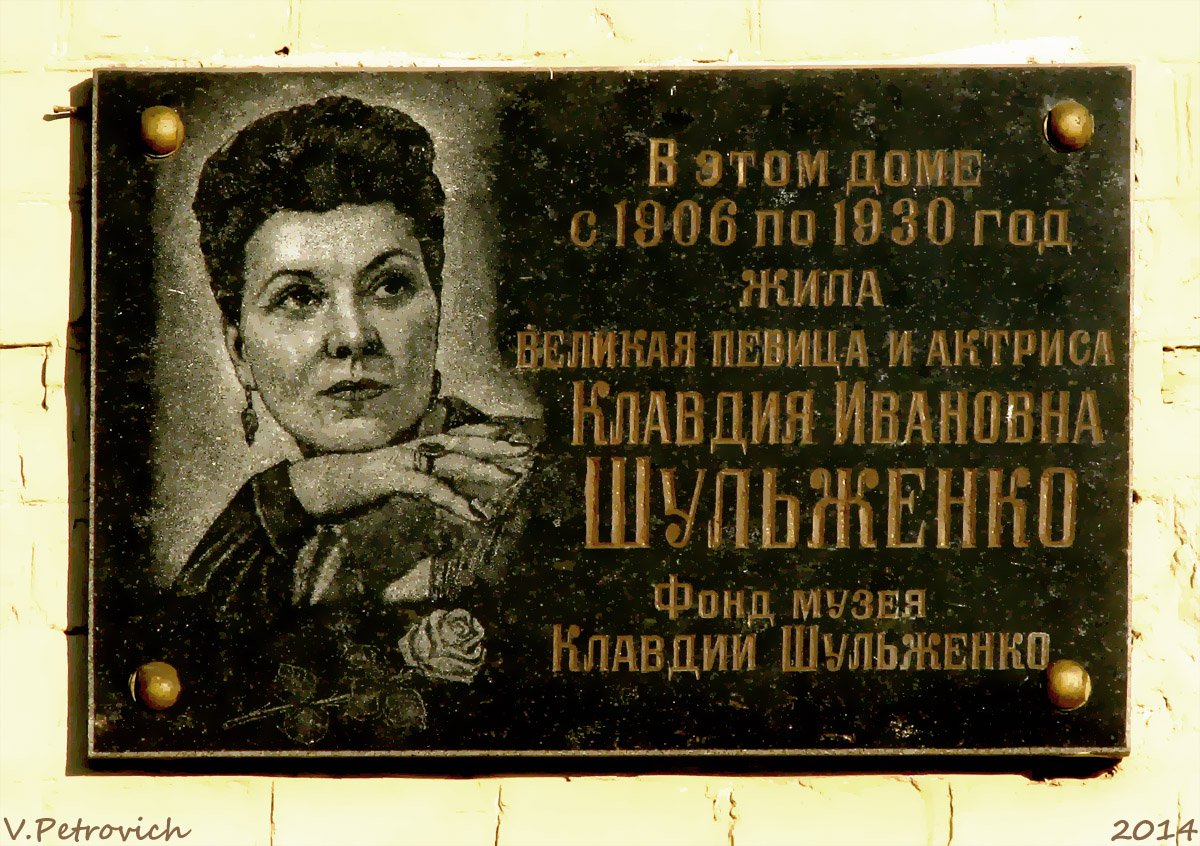 В этом доме
с 1906 по 1930 год
жила
великая певица и актриса
Клавдия Ивановна
Шульженко
Фонд музея
Клавдии Шульженко
V.Petrovich
2014